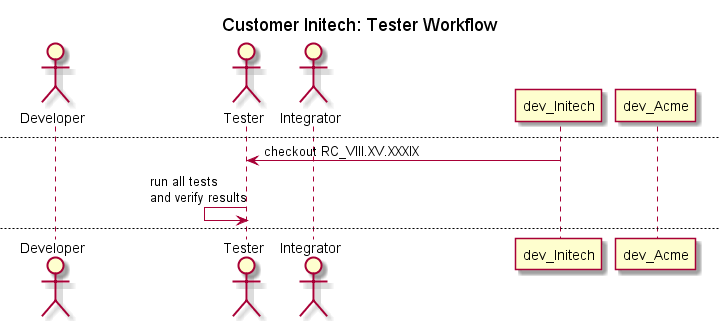 Customer Initech: Tester Workflow
Developer
Tester
Integrator
dev_Initech
dev_Acme
checkout RC_VIII.XV.XXXIX
run all tests
and verify results
Developer
Tester
Integrator
dev_Initech
dev_Acme